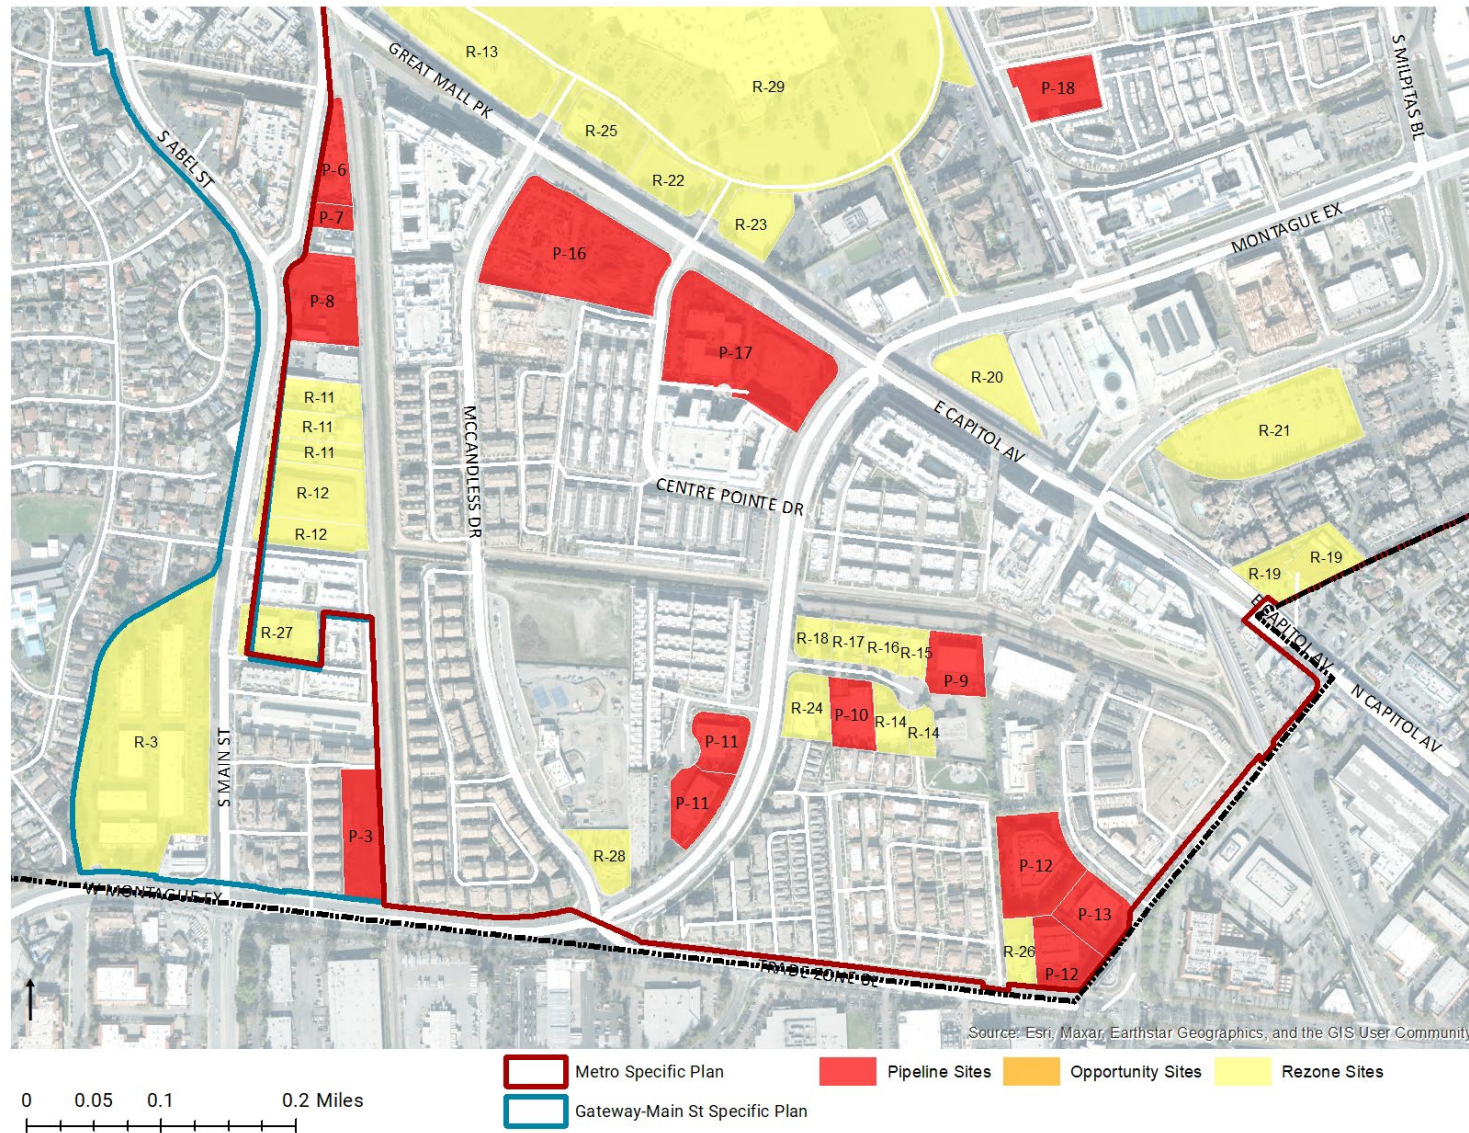 R-13
GREAT MALL PK
R-29
S MILPITAS BL
P-18
S ABEL ST
R-25
P-6
R-22
P-7
R-23
MONTAGUE EX
P-16
P-8
P-17
R-20
R-11
R-11
R-11
MCCANDLESS DR
E CAPITOL AV
R-21
R-12
CENTRE POINTE DR
R-12
R-19
R-19
E CAPITOL AV
R-27
R-18
R-17
R-16
R-15
P-9
N CAPITOL AV
R-24
P-10
R-14
R-14
R-3
S MAIN ST
P-11
P-11
P-3
R-28
P-12
P-13
W MONTAGUE EX
R-26
P-12
TRADE ZONE BL
Source: Esri, Maxar, Earthstar Geographics, and the GIS User Community
Metro Specific Plan
Pipeline Sites
Opportunity Sites
Rezone Sites
Gateway-Main St Specific Plan
0 0.05 0.1 0.2 Miles